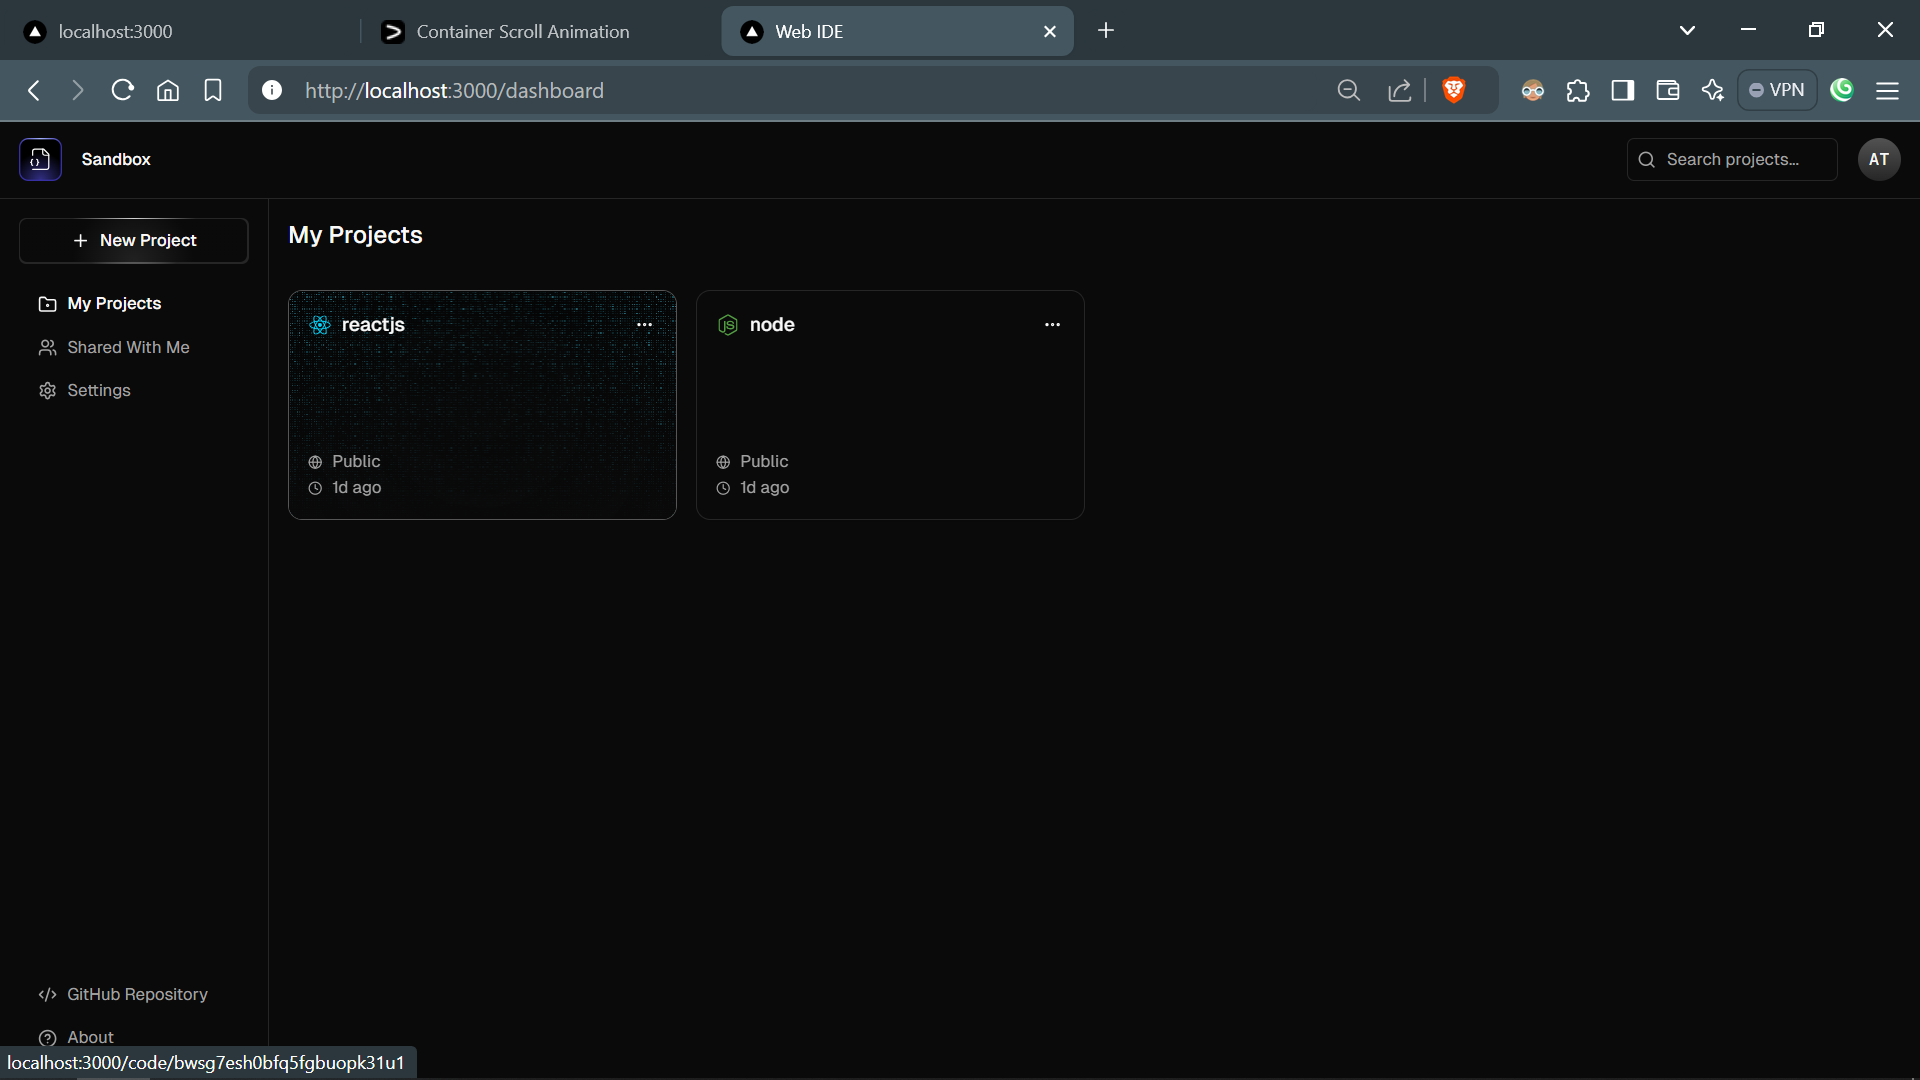 localhost:3000
Container Scroll Animation
Web IDE
http://localhost:3000/dashboard
VPN
Sandbox
Search projects...
AT
New Project
My Projects
Shared With Me
Settings
My Projects
reactjs
Public
1d ago
JS
node
Public
1d ago
GitHub Repository
About
localhost:3000/code/bwsg7esh0bfq5fgbuopk31u1